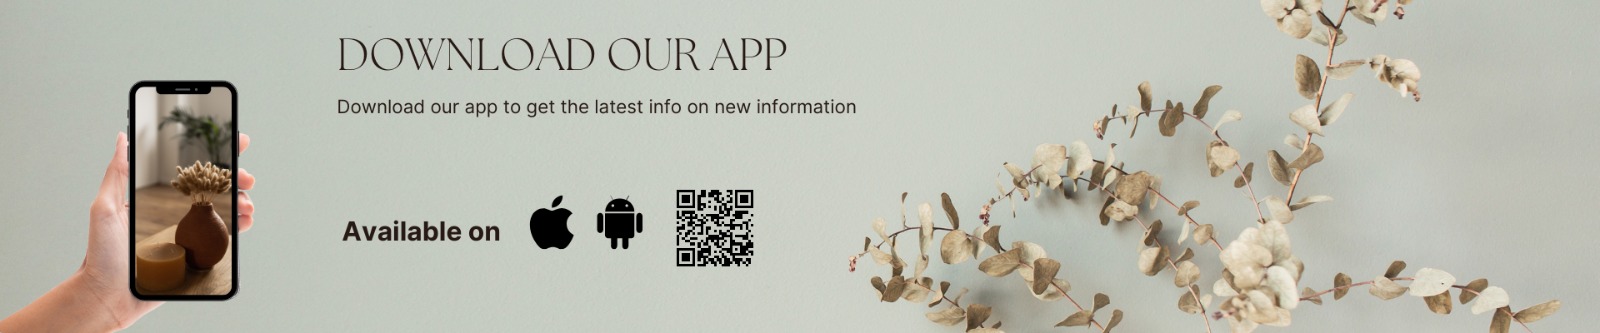 DOWNLOAD OUR APP
Download our app to get the latest info on new information
Available on